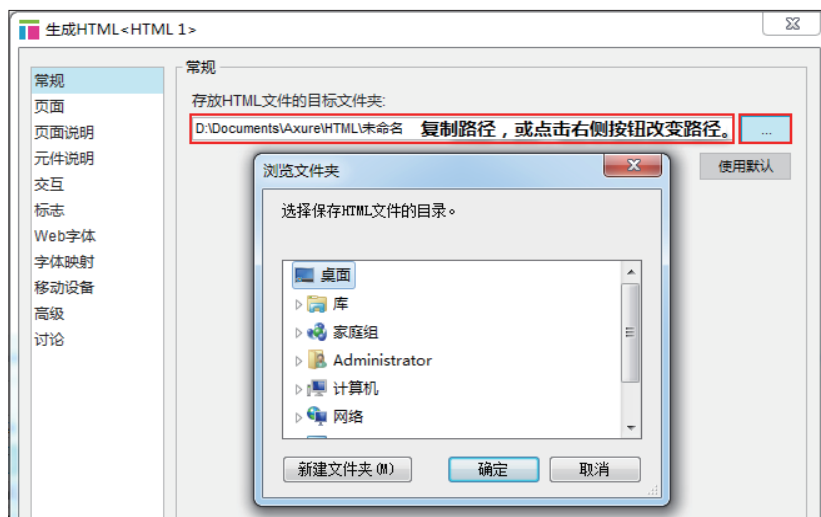 生成HTML<HTML 1>
常规
页面
页面说明
元件说明
交互
标志
Web字体
字体映射
移动设备
高级
讨论
常规
存放HTML文件的目标文件夹:
D:\Documents\Axure\HTML\未命名 复制路径，或点击右侧按钮改变路径。 ...
使用默认
浏览文件夹
选择保存HTML文件的目录。
桌面
库
家庭组
Administrator
计算机
网络
新建文件夹(M) 确定 取消